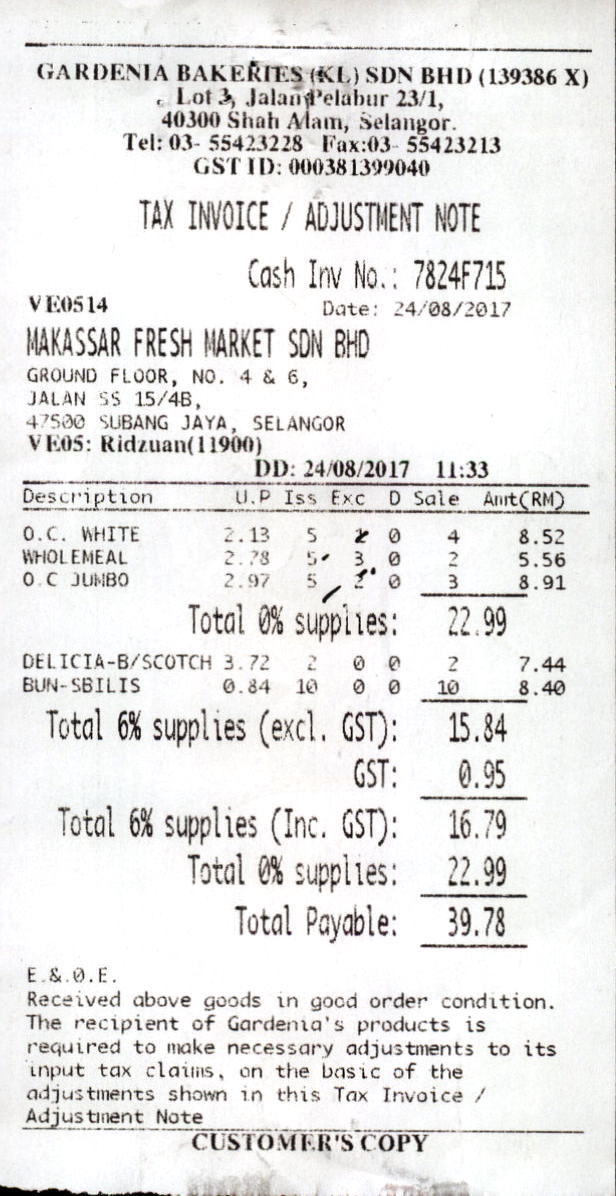 GARDENIA BAKERIES (KL) SDN BHD (139386 X)
Lot 3, Jalan Pelabur 23/1,
40300 Shah Alam, Selangor.
Tel: 03- 55423228 Fax:03- 55423213
GST ID: 000381399040
TAX INVOICE / ADJUSTMENT NOTE
Cash Inv No.: 7824F715
VE0514 Date: 24/08/2017
MAKASSAR FRESH MARKET SDN BHD
GROUND FLOOR, NO. 4 & 6,
JALAN SS 15/4B,
47500 SUBANG JAYA, SELANGOR
VE05: Ridzuan(11900)
DD: 24/08/2017 11:33
Description U.P Iss Exc D Sale Amt(RM)
O.C. WHITE 2.13 5 0 4 8.52
WHOLEMEAL 2.78 5 3 0 2 5.56
O.C JUMBO 2.97 5 2 0 3 8.91
Total 0% supplies: 22.99
DELICIA-B/SCOTCH 3.72 2 0 0 2 7.44
BUN-SBILIS 0.84 10 0 0 10 8.40
Total 6% supplies (excl. GST): 15.84
GST: 0.95
Total 6% supplies (Inc. GST): 16.79
Total 0% supplies: 22.99
Total Payable: 39.78
E.&.O.E.
Received above goods in good order condition.
The recipient of Gardenia's products is
required to make necessary adjustments to its
input tax claims, on the basic of the
adjustments shown in this Tax Invoice /
Adjustment Note
CUSTOMER'S COPY